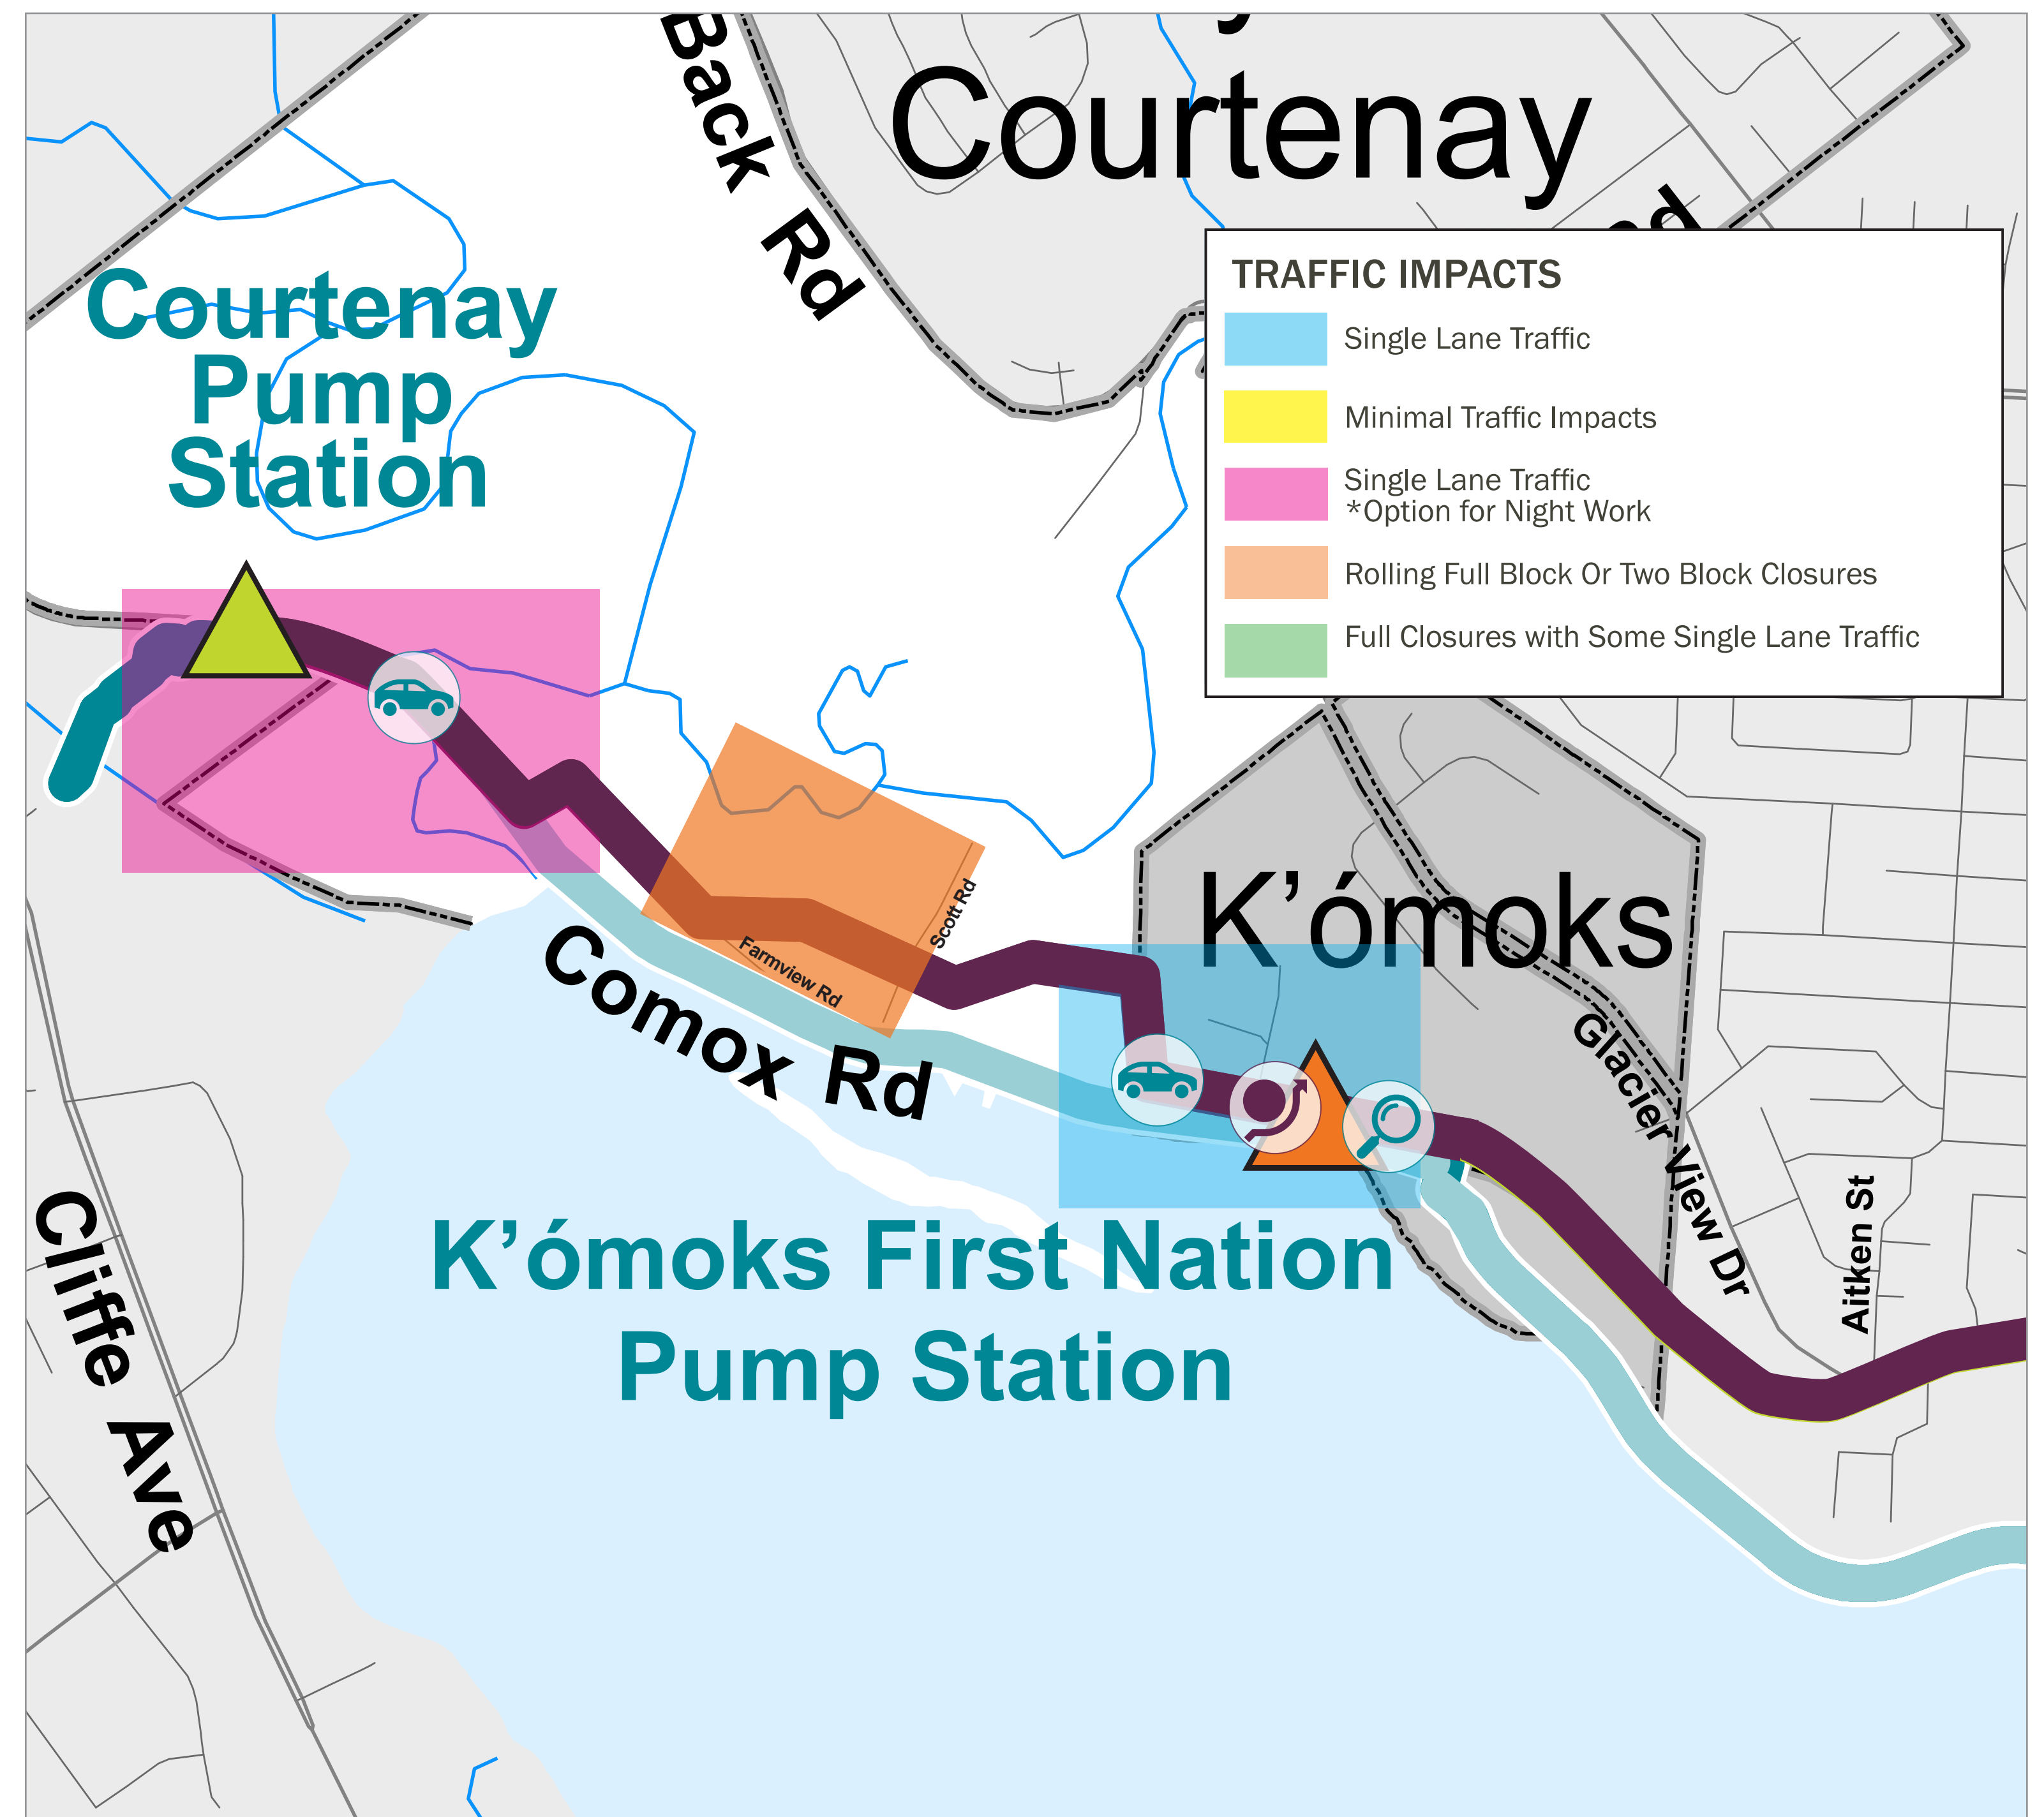 Back Rd
Courtenay
Rd
TRAFFIC IMPACTS
Single Lane Traffic
Minimal Traffic Impacts
Single Lane Traffic
*Option for Night Work
Rolling Full Block Or Two Block Closures
Full Closures with Some Single Lane Traffic
Courtenay
Pump
Station
K’ómoks
Scott Rd
Farmview Rd
Comox Rd
Glacier View Dr
Aitken St
Cliffe Ave
K’ómoks First Nation
Pump Station